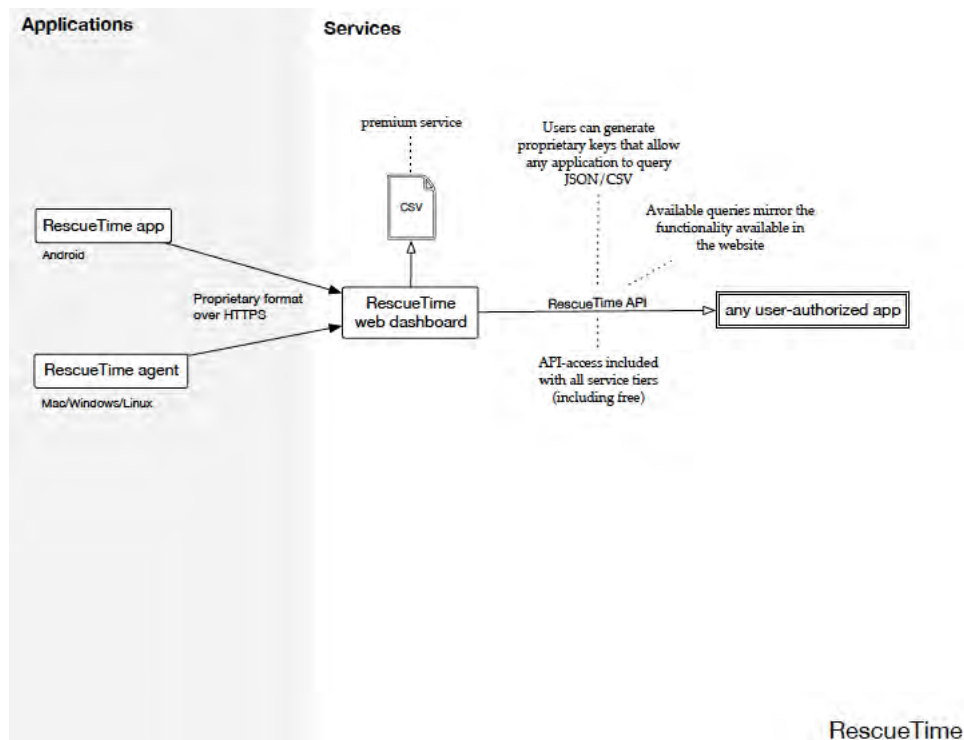 Applications
Services
premium service
CSV
Users can generate
proprietary keys that allow
any application to query
JSON/CSV
Available queries mirror the
functionality available in
the website
RescueTime app
Android
Proprietary format
over HTTPS
RescueTime
web dashboard
RescueTime API
any user-authorized app
RescueTime agent
Mac/Windows/Linux
API-access included
with all service tiers
(including free)
RescueTime